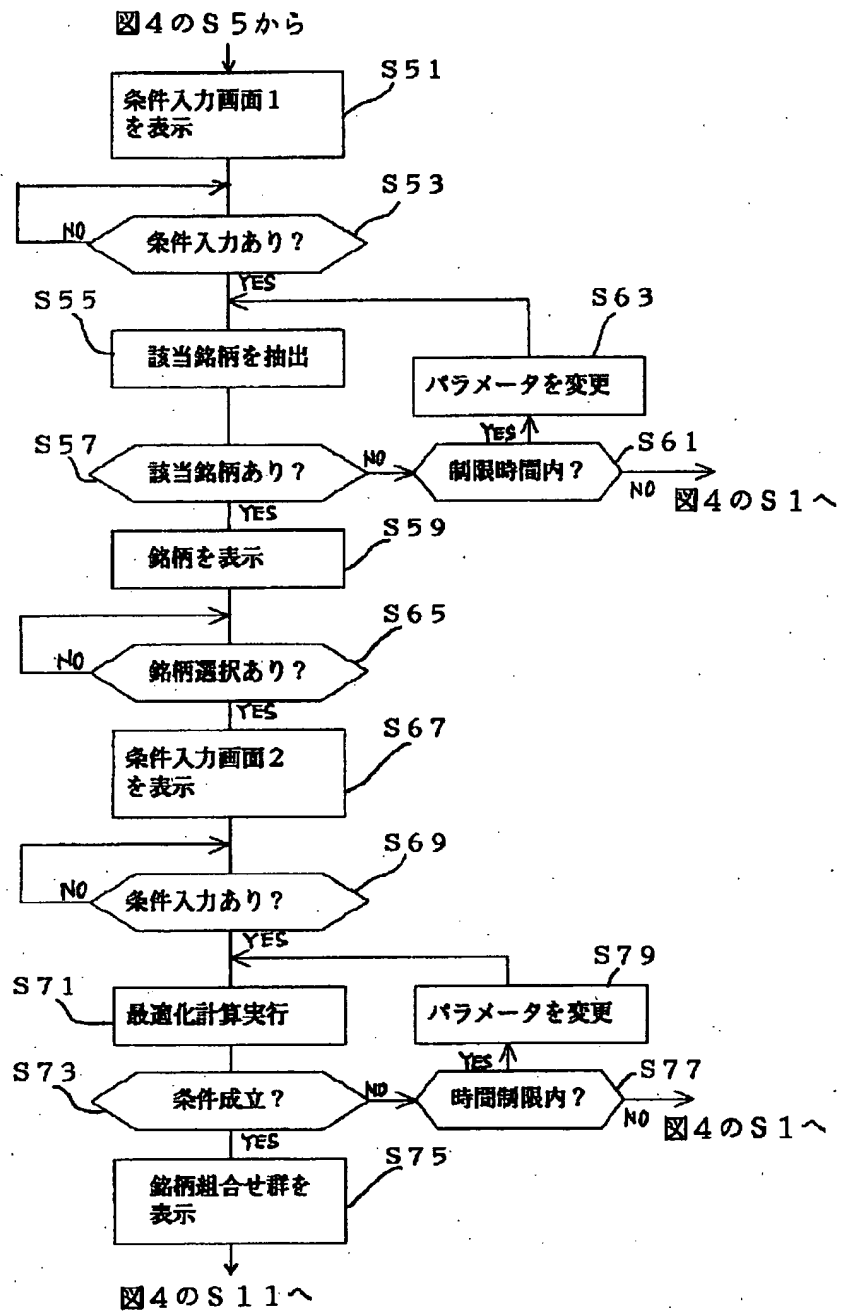 図4のS5から
S51
条件入力画面1
を表示
S53
NO
条件入力あり?
YES
S55
S63
該当銘柄を抽出
パラメータを変更
S57
YES
S61
該当銘柄あり?
NO
制限時間内?
YES
NO
図4のS1へ
S59
銘柄を表示
S65
NO
銘柄選択あり?
YES
S67
条件入力画面2
を表示
S69
NO
条件入力あり?
YES
S79
S71
最適化計算実行
パラメータを変更
S73
YES
S77
条件成立?
NO
時間制限内?
YES
NO
図4のS1へ
S75
銘柄組合せ群を
表示
図4のS11へ